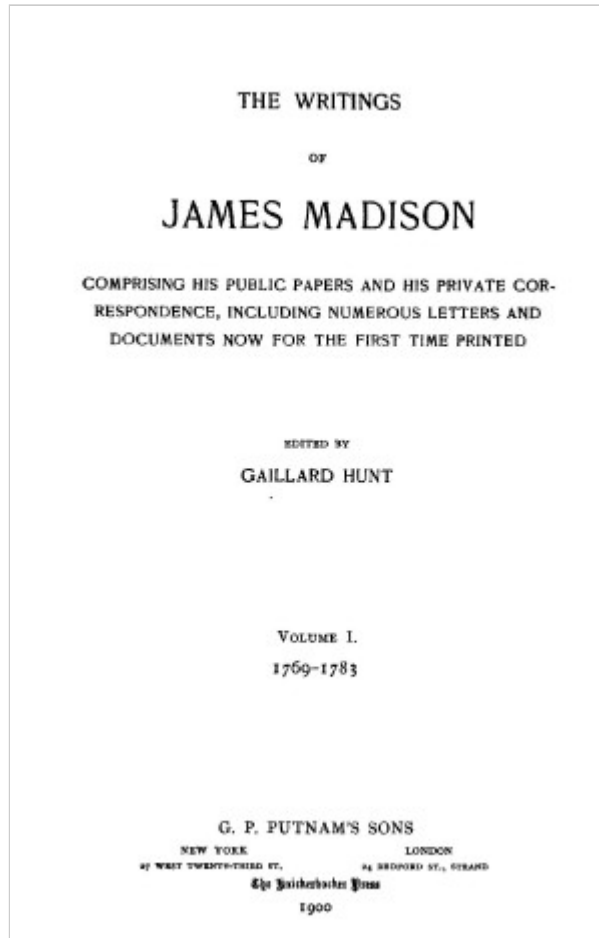 THE WRITINGS
OF
JAMES MADISON
COMPRISING HIS PUBLIC PAPERS AND HIS PRIVATE COR-
RESPONDENCE, INCLUDING NUMEROUS LETTERS AND
DOCUMENTS NOW FOR THE FIRST TIME PRINTED
EDITED BY
GAILLARD HUNT
VOLUME I.
1769–1783
G. P. PUTNAM'S SONS
NEW YORK LONDON
27 WEST TWENTY-THIRD ST. 24 BEDFORD ST., STRAND
The Knickerbocker Press
1900